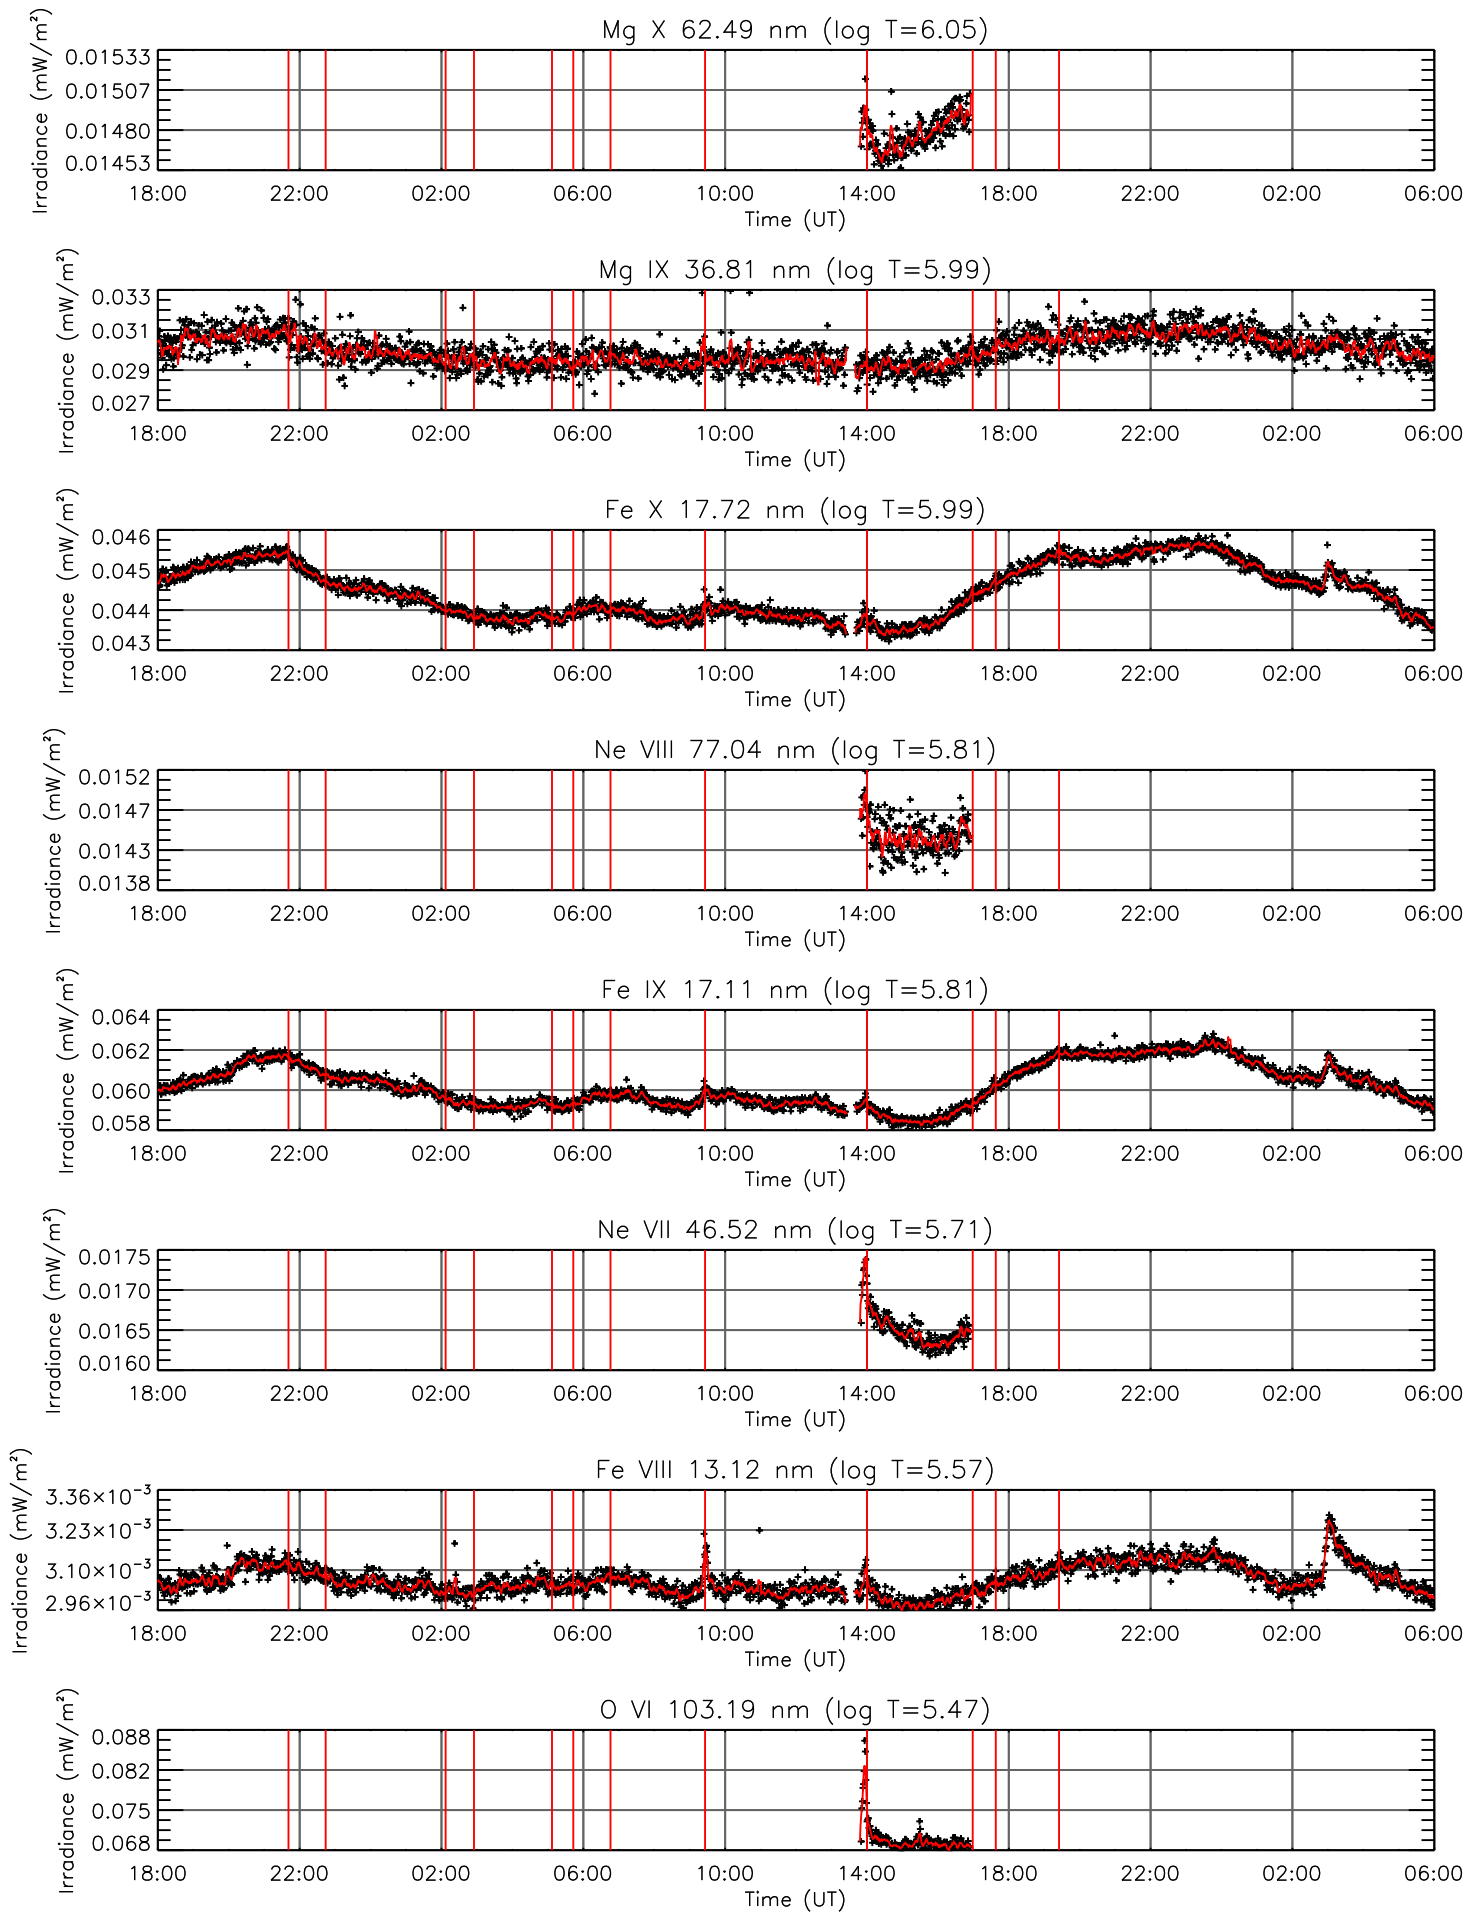 Mg X 62.49 nm (log T=6.05)
Irradiance (mW/m²)
0.01533
0.01507
0.01480
0.01453
18:00 22:00 02:00 06:00 10:00 14:00 18:00 22:00 02:00 06:00
Time (UT)
Mg IX 36.81 nm (log T=5.99)
Irradiance (mW/m²)
0.033
0.031
0.029
0.027
18:00 22:00 02:00 06:00 10:00 14:00 18:00 22:00 02:00 06:00
Time (UT)
Fe X 17.72 nm (log T=5.99)
Irradiance (mW/m²)
0.046
0.045
0.044
0.043
18:00 22:00 02:00 06:00 10:00 14:00 18:00 22:00 02:00 06:00
Time (UT)
Ne VIII 77.04 nm (log T=5.81)
Irradiance (mW/m²)
0.0152
0.0147
0.0143
0.0138
18:00 22:00 02:00 06:00 10:00 14:00 18:00 22:00 02:00 06:00
Time (UT)
Fe IX 17.11 nm (log T=5.81)
Irradiance (mW/m²)
0.064
0.062
0.060
0.058
18:00 22:00 02:00 06:00 10:00 14:00 18:00 22:00 02:00 06:00
Time (UT)
Ne VII 46.52 nm (log T=5.71)
Irradiance (mW/m²)
0.0175
0.0170
0.0165
0.0160
18:00 22:00 02:00 06:00 10:00 14:00 18:00 22:00 02:00 06:00
Time (UT)
Fe VIII 13.12 nm (log T=5.57)
Irradiance (mW/m²)
3.36×10⁻³
3.23×10⁻³
3.10×10⁻³
2.96×10⁻³
18:00 22:00 02:00 06:00 10:00 14:00 18:00 22:00 02:00 06:00
Time (UT)
O VI 103.19 nm (log T=5.47)
Irradiance (mW/m²)
0.088
0.082
0.075
0.068
18:00 22:00 02:00 06:00 10:00 14:00 18:00 22:00 02:00 06:00
Time (UT)